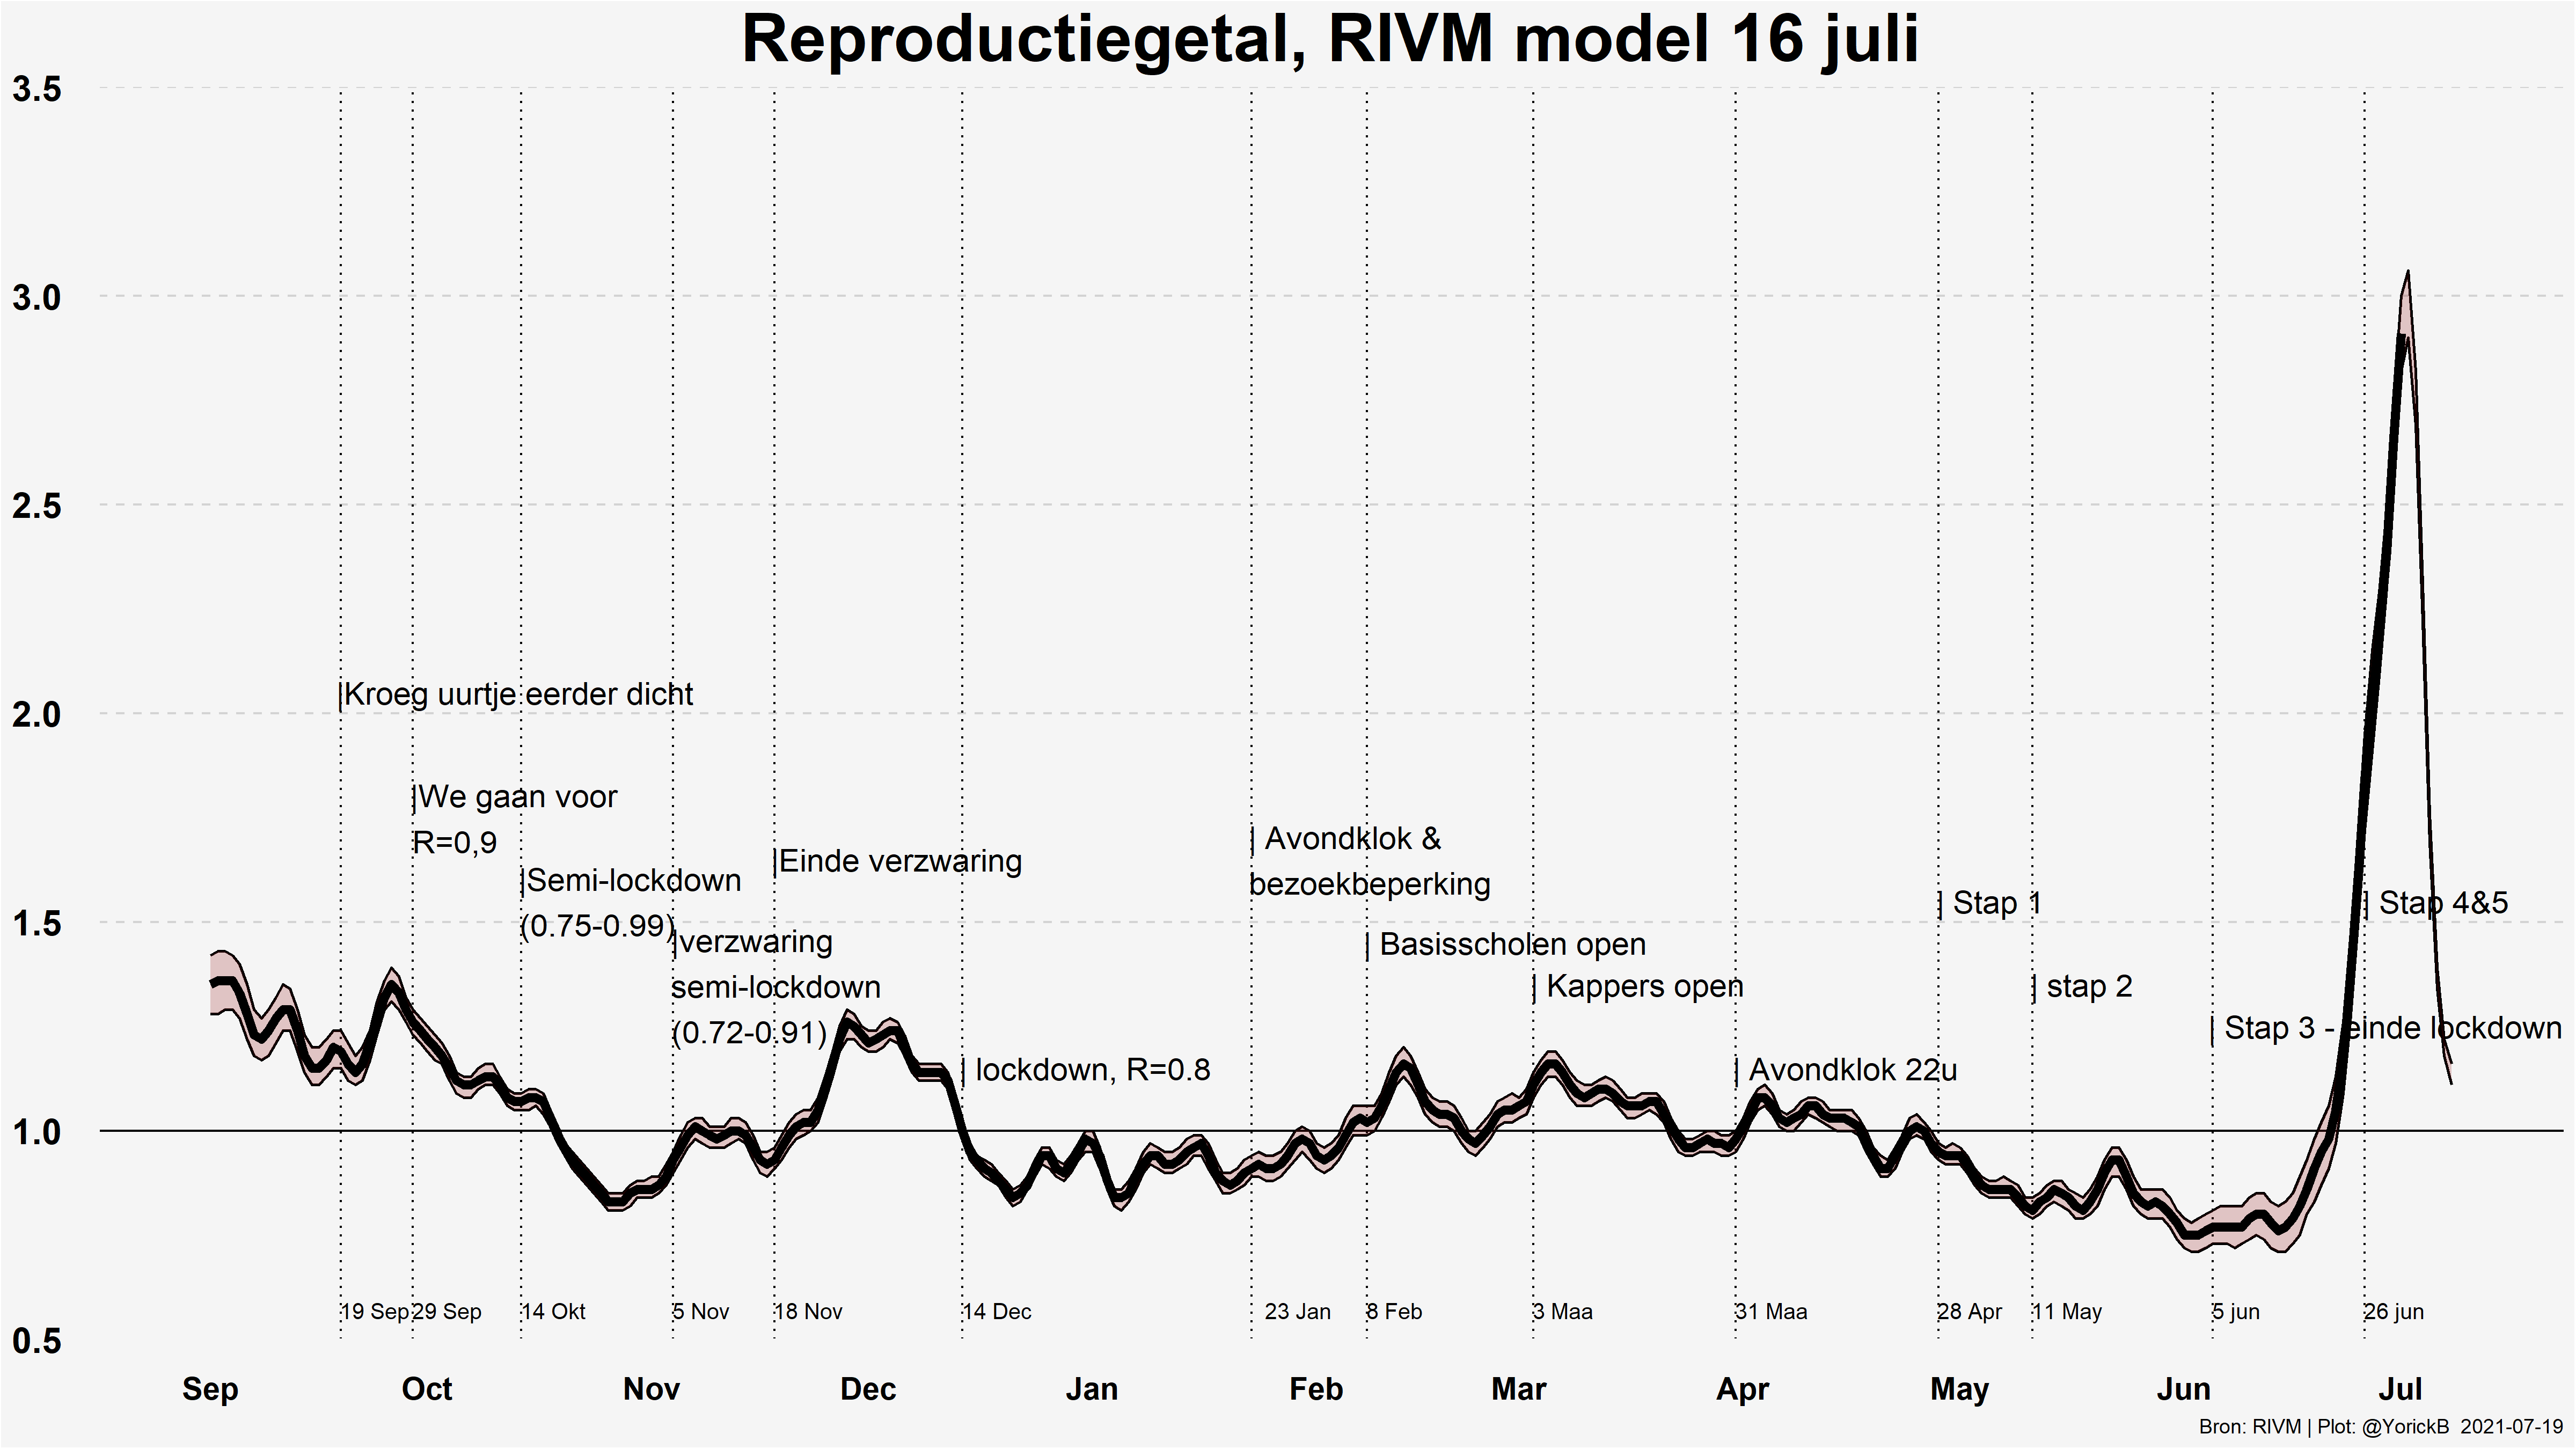 Reproductiegetal, RIVM model 16 juli
3.5
3.0
2.5
2.0
1.5
1.0
0.5
|Kroeg uurtje eerder dicht
|We gaan voor
R=0,9
|Semi-lockdown
(0.75-0.99)
|verzwaring
semi-lockdown
(0.72-0.91)
|Einde verzwaring
| lockdown, R=0.8
| Avondklok &
bezoekbeperking
| Basisscholen open
| Kappers open
| Avondklok 22u
| Stap 1
| stap 2
| Stap 3 - einde lockdown
| Stap 4&5
19 Sep
29 Sep
14 Okt
5 Nov
18 Nov
14 Dec
23 Jan
8 Feb
3 Maa
31 Maa
28 Apr
11 May
5 jun
26 jun
Sep
Oct
Nov
Dec
Jan
Feb
Mar
Apr
May
Jun
Jul
Bron: RIVM | Plot: @YorickB 2021-07-19